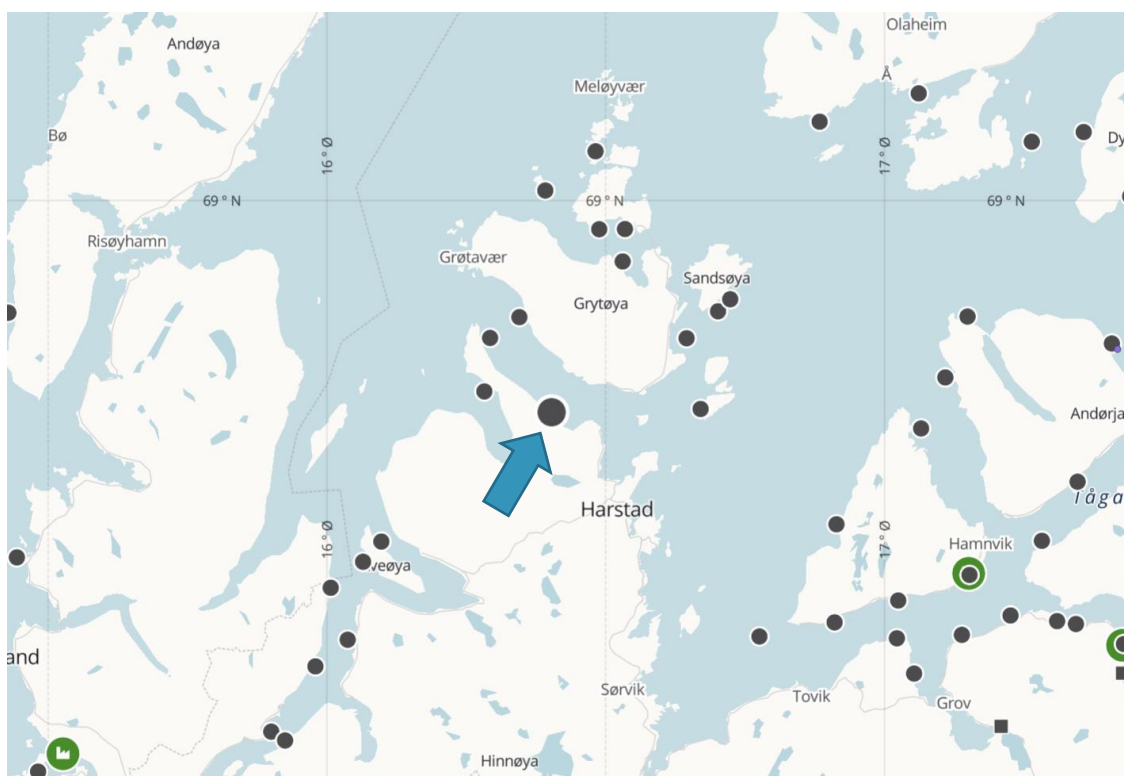 Olaheim
Andøya
Å
Meløyvær
Bø
Dy
16 ° Ø
17 ° Ø
69 ° N
69 ° N
69 ° N
Risøyhamn
Grøtavær
Sandsøya
Grytøya
Andørja
Tåga
Harstad
16 ° Ø
17 ° Ø
Hamnvik
veøya
and
Sørvik
Tovik
Grov
Hinnøya